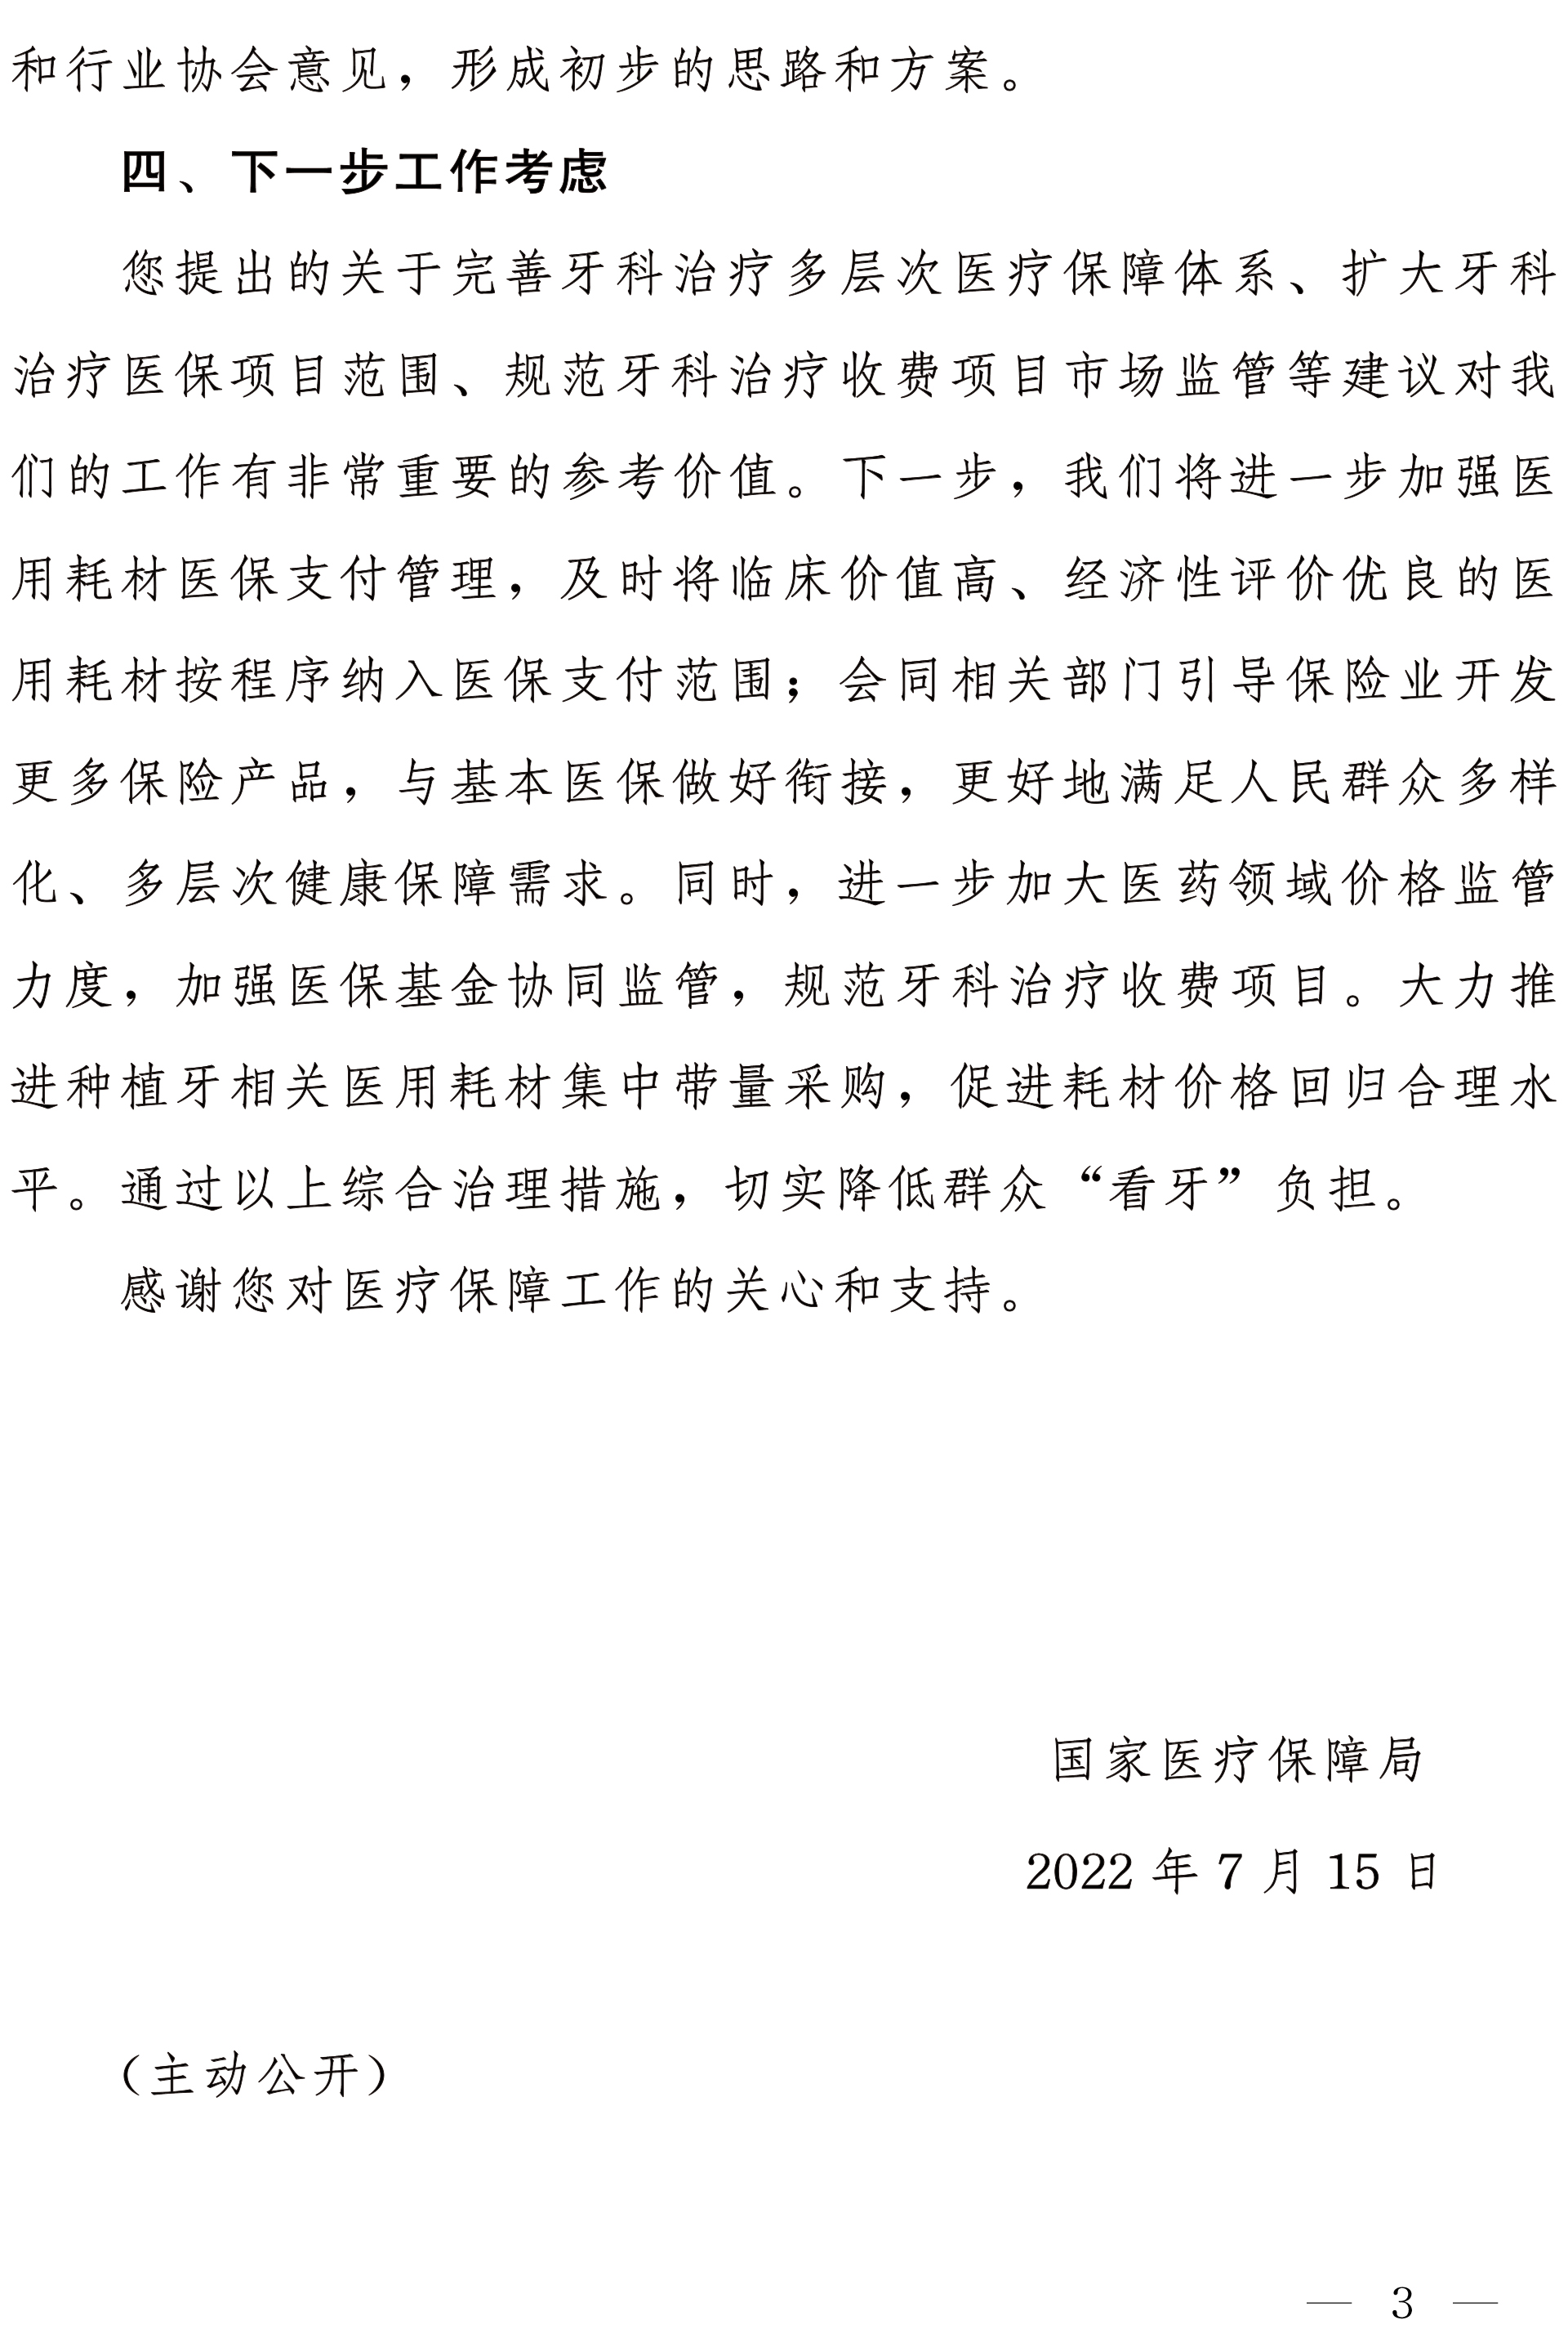 和行业协会意见，形成初步的思路和方案。
四、下一步工作考虑
您提出的关于完善牙科治疗多层次医疗保障体系、扩大牙科
治疗医保项目范围、规范牙科治疗收费项目市场监管等建议对我
们的工作有非常重要的参考价值。下一步，我们将进一步加强医
用耗材医保支付管理，及时将临床价值高、经济性评价优良的医
用耗材按程序纳入医保支付范围；会同相关部门引导保险业开发
更多保险产品，与基本医保做好衔接，更好地满足人民群众多样
化、多层次健康保障需求。同时，进一步加大医药领域价格监管
力度，加强医保基金协同监管，规范牙科治疗收费项目。大力推
进种植牙相关医用耗材集中带量采购，促进耗材价格回归合理水
平。通过以上综合治理措施，切实降低群众“看牙”负担。
感谢您对医疗保障工作的关心和支持。
国家医疗保障局
2022 年 7 月 15 日
（主动公开）
— 3 —